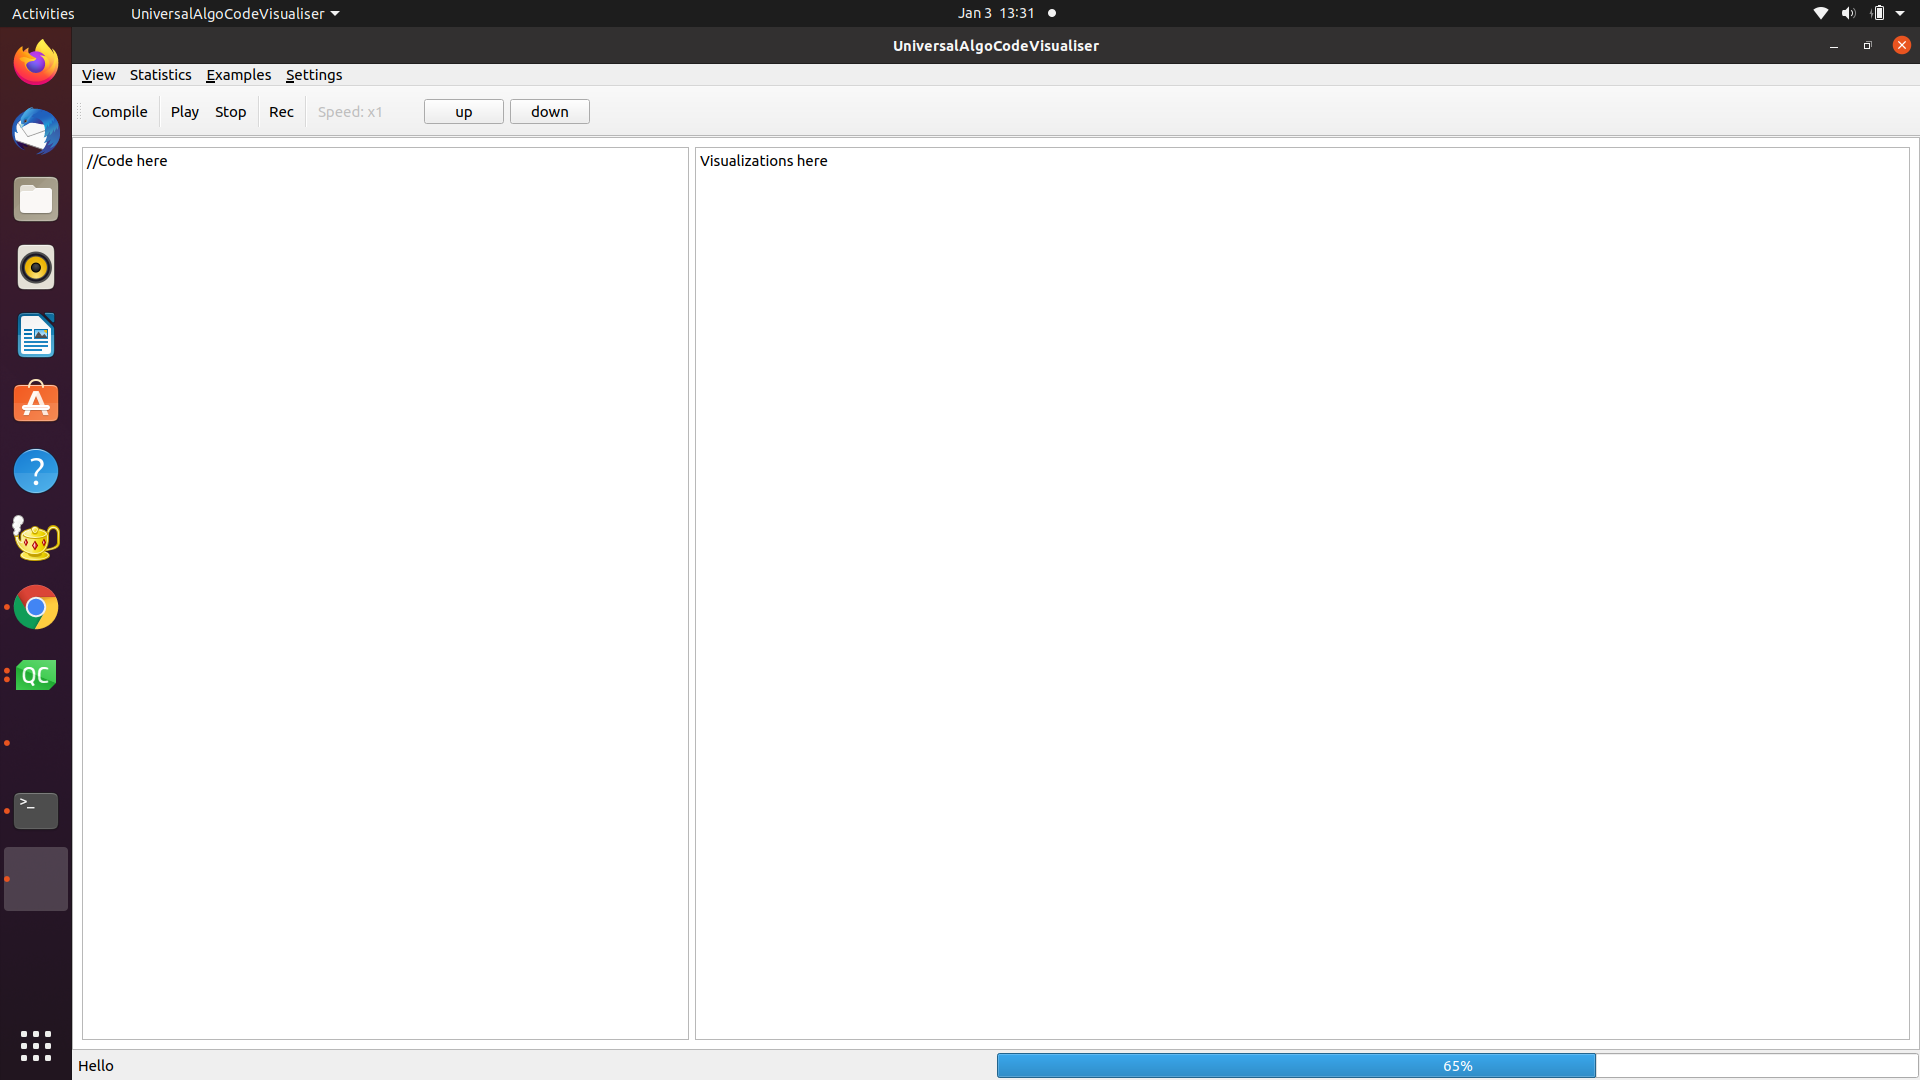 Activities
UniversalAlgoCodeVisualiser
Jan 3 13:31
UniversalAlgoCodeVisualiser
View Statistics Examples Settings
Compile Play Stop Rec Speed: x1 up down
//Code here
Visualizations here
?
QC
>_
Hello
65%